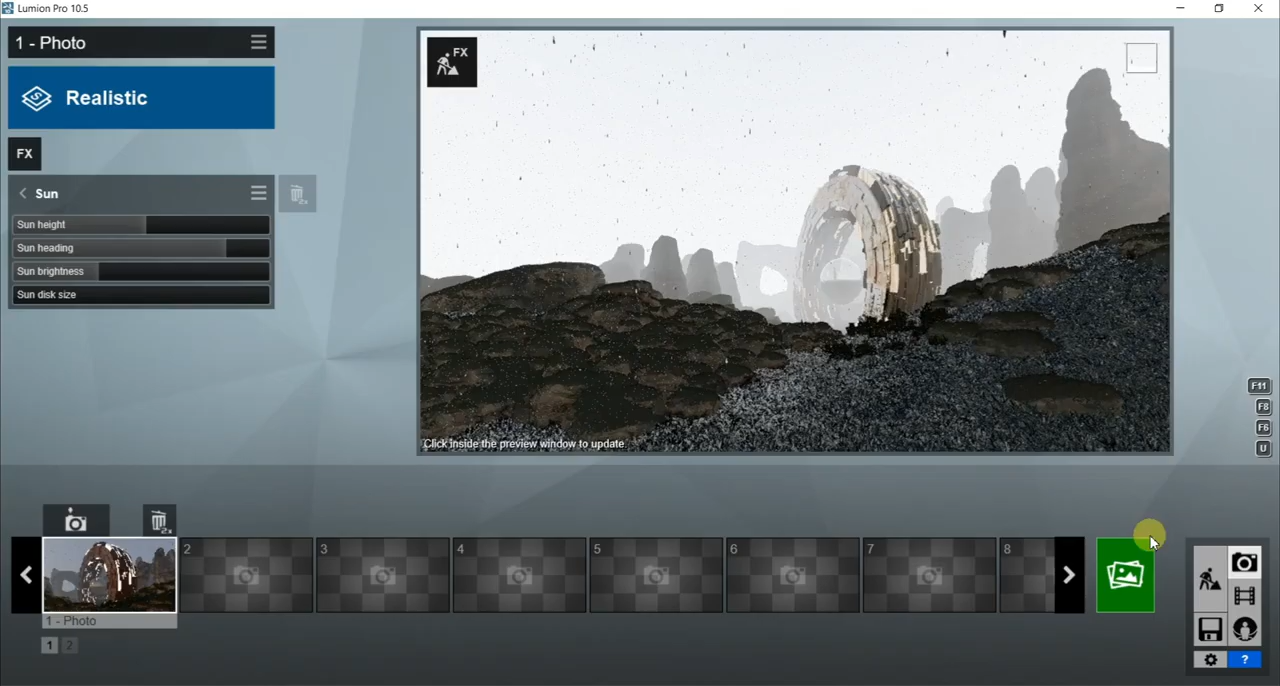 Lumion Pro 10.5
1 - Photo
Realistic
FX
Sun
Sun height
Sun heading
Sun brightness
Sun disk size
2x
FX
Click inside the preview window to update.
F11
F8
F6
U
2x
2
3
4
5
6
7
8
1 - Photo
1 2
?